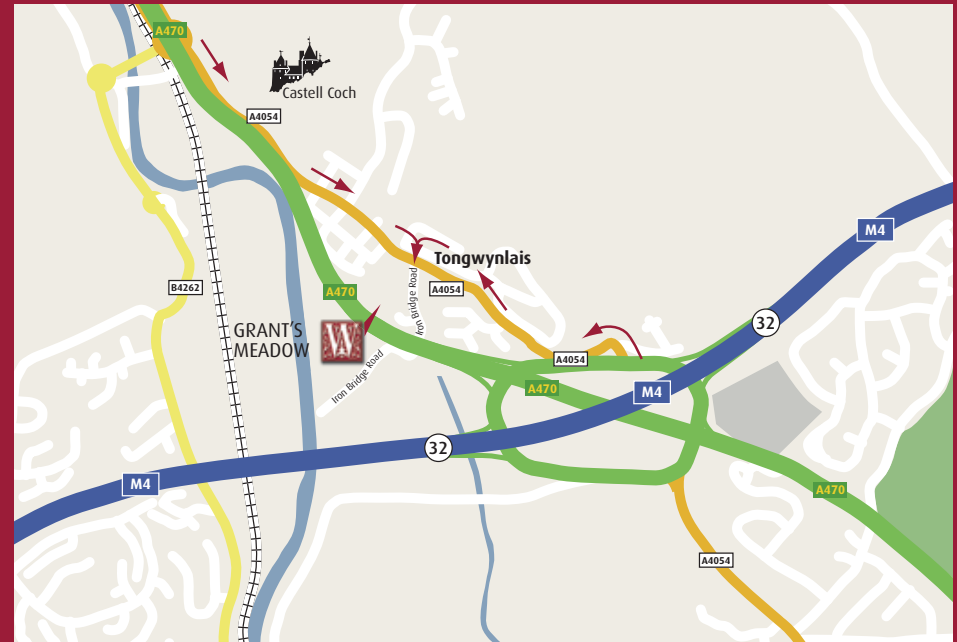 A470
Castell Coch
A4054
M4
32
Tongwynlais
B4262
A470
A4054
Iron Bridge Road
GRANT'S
MEADOW
W
Iron Bridge Road
A4054
A470
M4
32
M4
A470
A4054